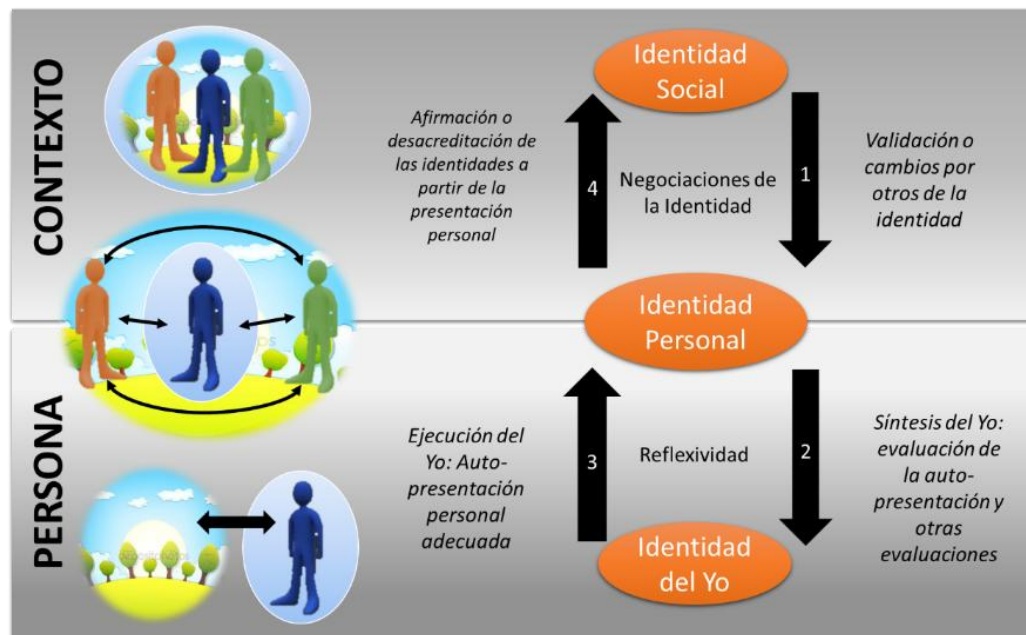 CONTEXTO
Identidad
Social
Afirmación o
desacreditación de
las identidades a
partir de la
presentación
personal
4
Negociaciones de
la Identidad
1
Validación o
cambios por
otros de la
identidad
Identidad
Personal
PERSONA
Ejecución del
Yo: Auto-
presentación
personal
adecuada
3
Reflexividad
2
Síntesis del Yo:
evaluación de
la auto-
presentación y
otras
evaluaciones
Identidad
del Yo